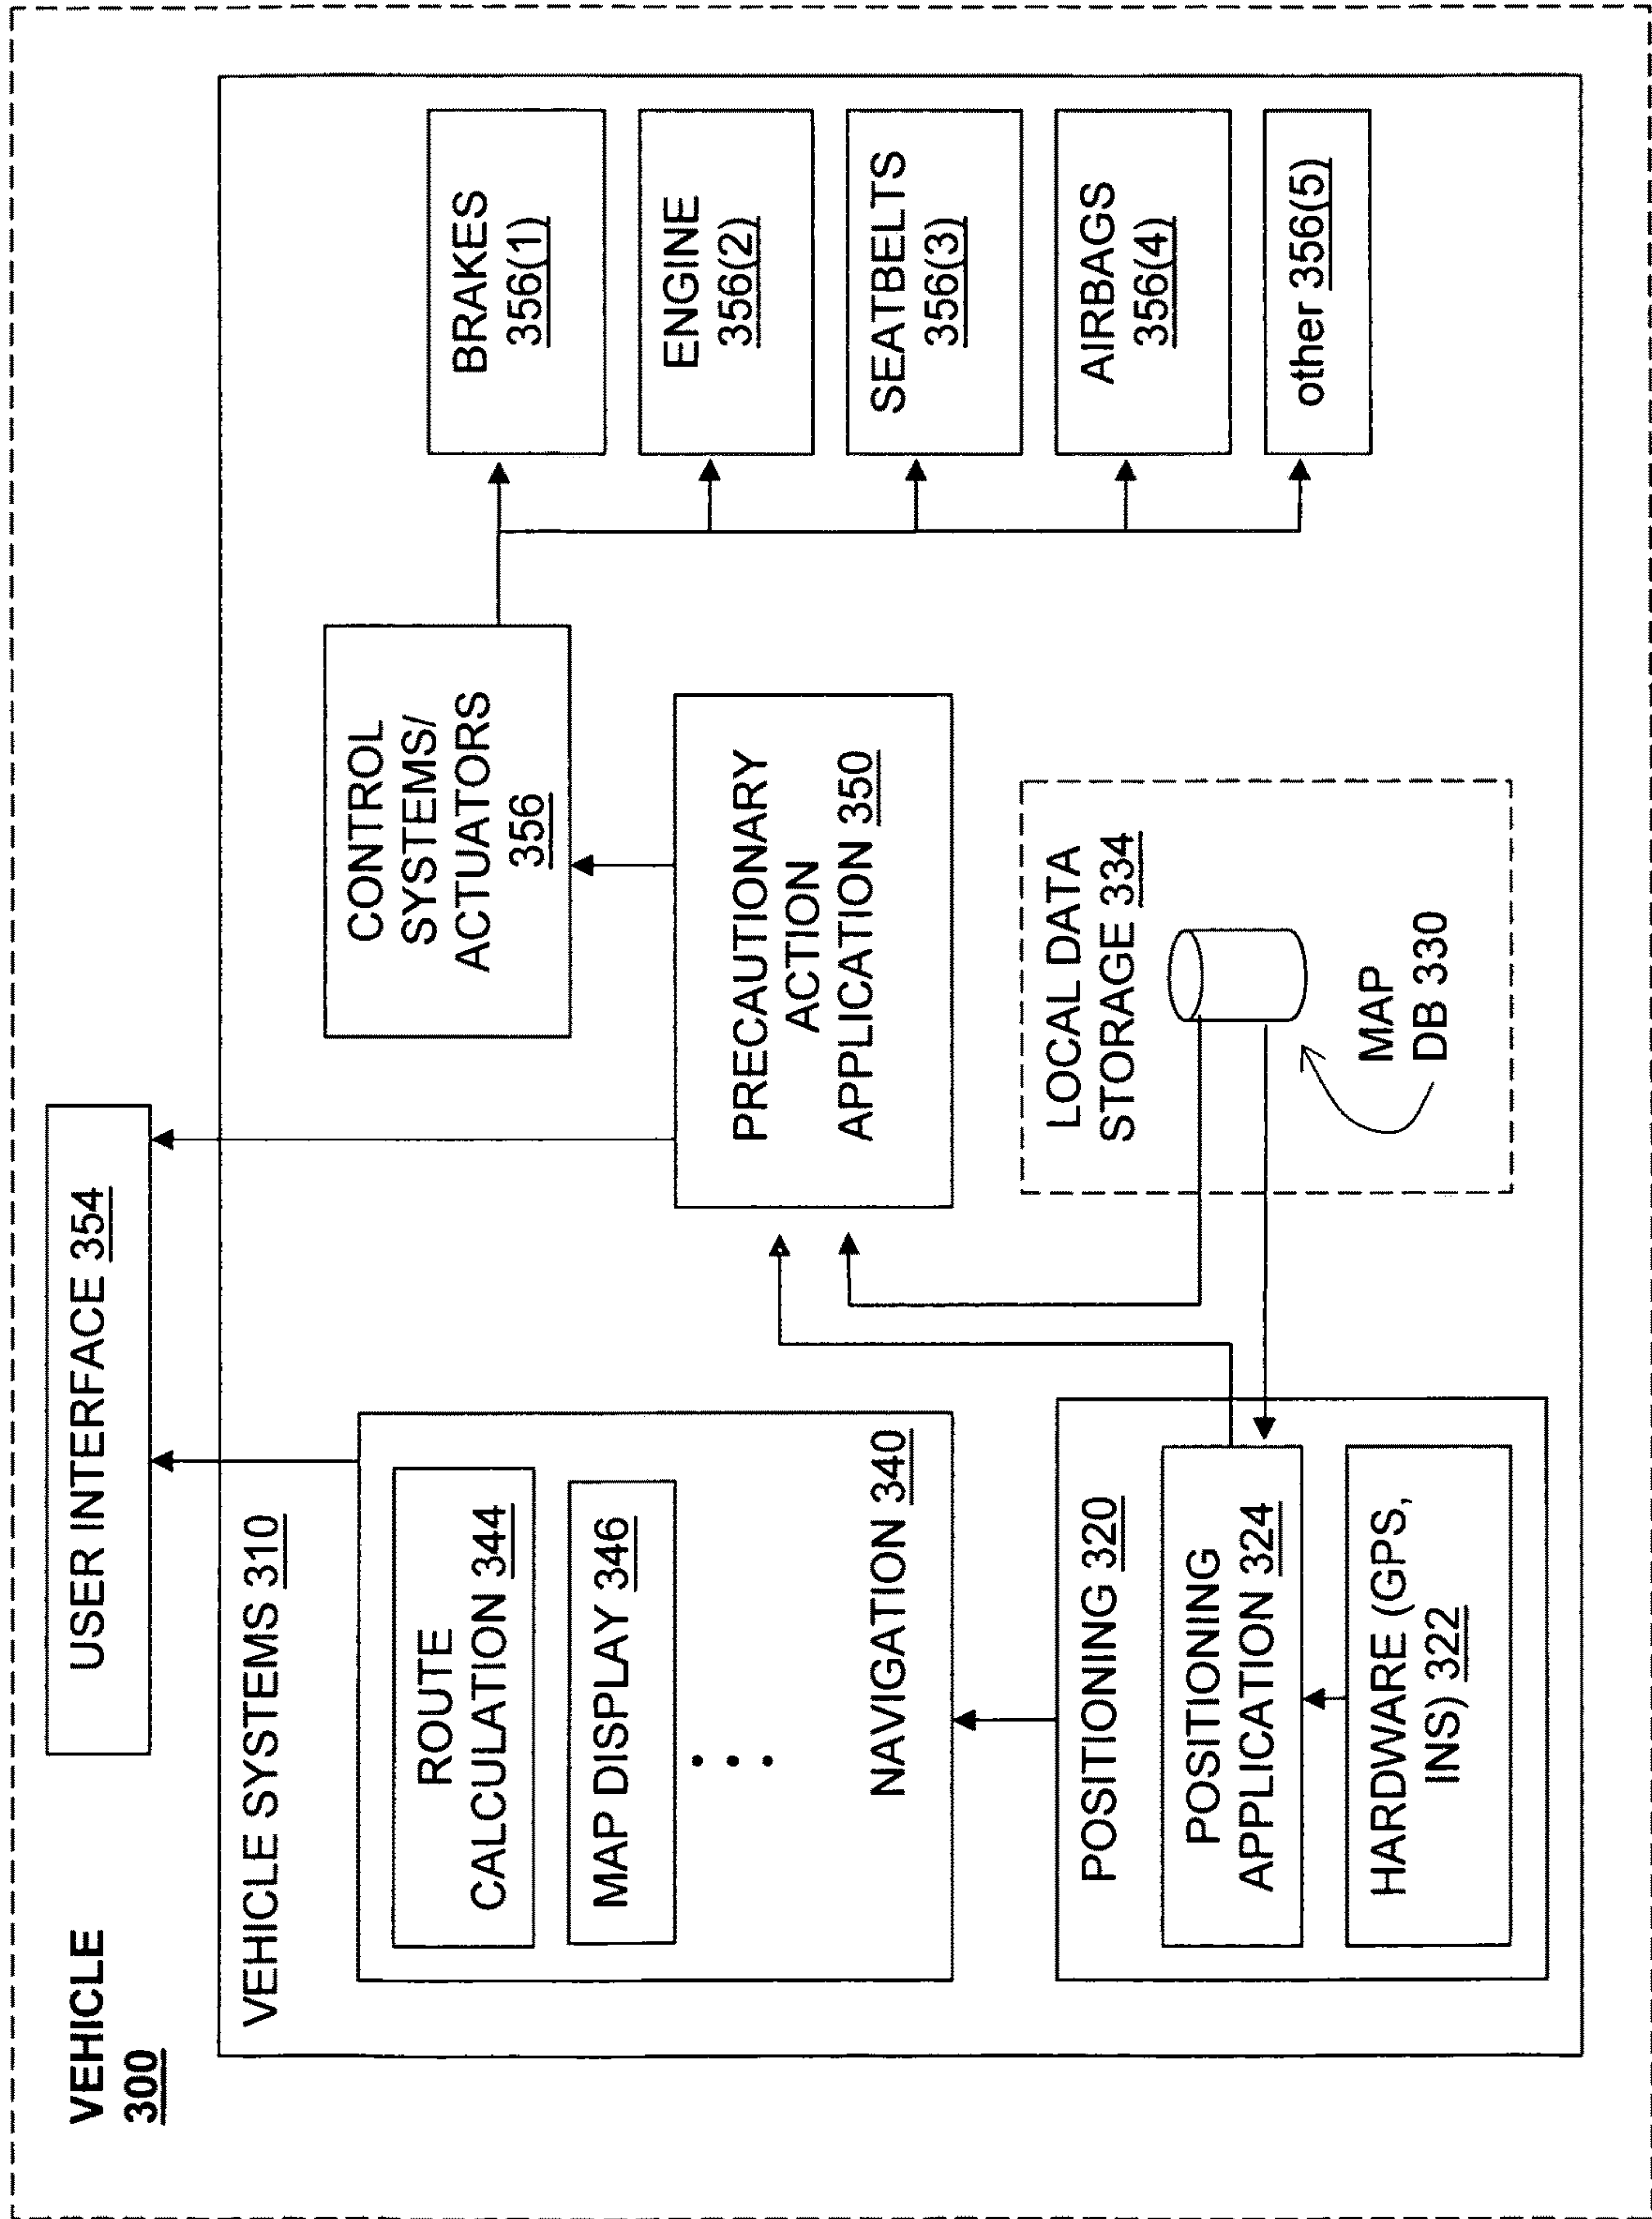 VEHICLE
300
USER INTERFACE 354
VEHICLE SYSTEMS 310
ROUTE
CALCULATION 344
MAP DISPLAY 346
NAVIGATION 340
POSITIONING 320
POSITIONING
APPLICATION 324
HARDWARE (GPS,
INS) 322
CONTROL
SYSTEMS/
ACTUATORS
356
PRECAUTIONARY
ACTION
APPLICATION 350
LOCAL DATA
STORAGE 334
MAP
DB 330
BRAKES
356(1)
ENGINE
356(2)
SEATBELTS
356(3)
AIRBAGS
356(4)
other 356(5)